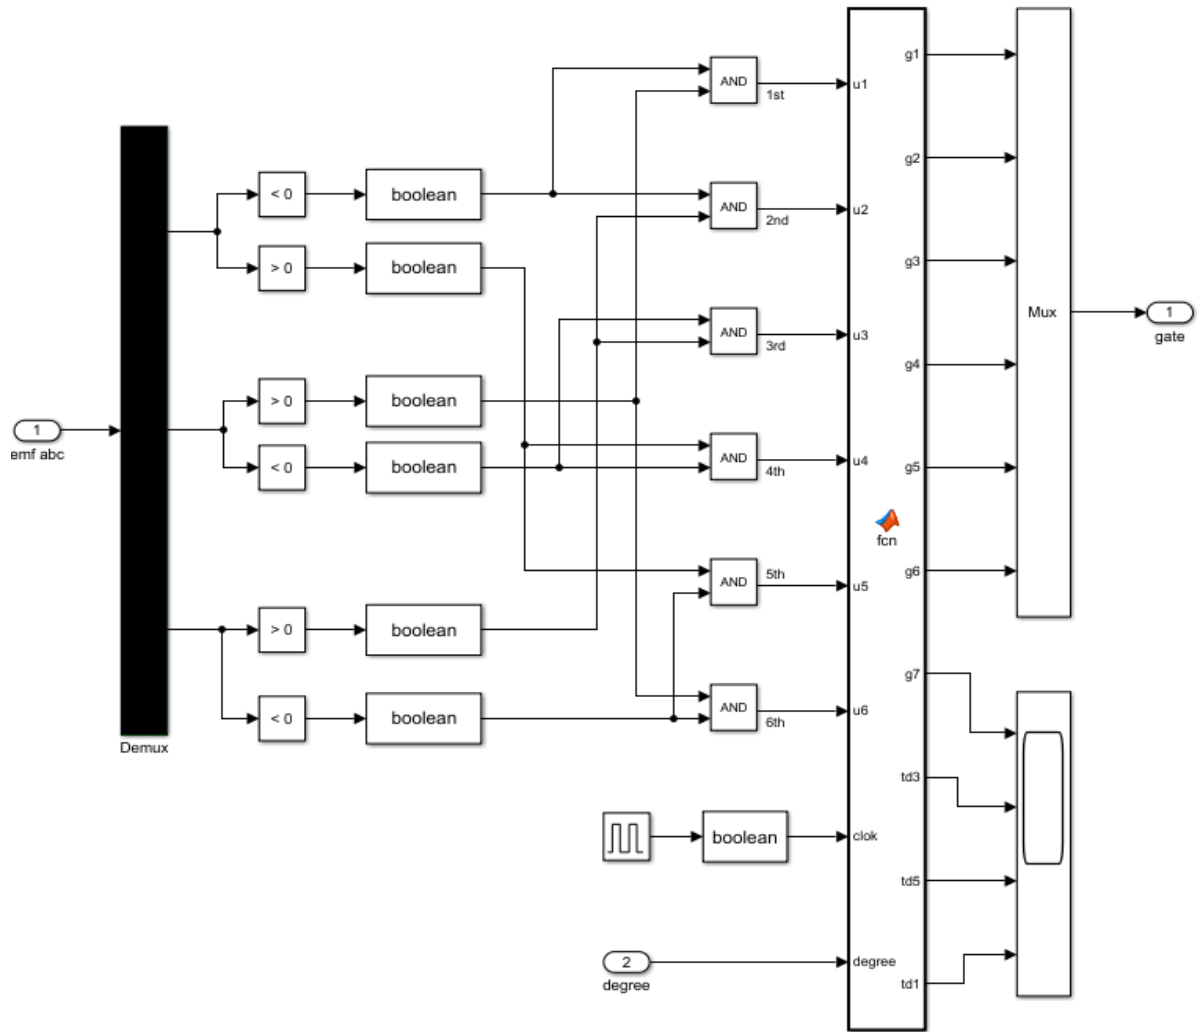 g1
AND
u1
1st
< 0
boolean
AND
g2
u2
2nd
> 0
boolean
g3
AND
u3
3rd
Mux
1
gate
g4
> 0
boolean
1
emf abc
AND
u4
4th
< 0
boolean
g5
fcn
5th
AND
u5
g6
> 0
boolean
g7
AND
u6
6th
< 0
boolean
Demux
td3
boolean
clok
td5
2
degree
degree
td1